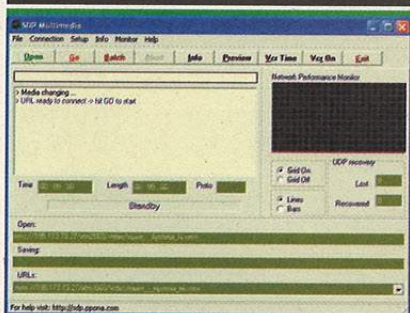 SDP Multimedia
File Connection Setup Info Monitor Help
Open Go Batch Abort Info Preview Vcr Time Vcr On Exit
Network Performance Monitor
> Media changing ...
> URL ready to connect -> hit GO to start
UDP recovery
Grid On
Grid Off
Lost
Time Length Proto
Lines
Bars
Recovered
Standby
Open:
Saving:
URLs:
For help visit: http://sdp.ppona.com